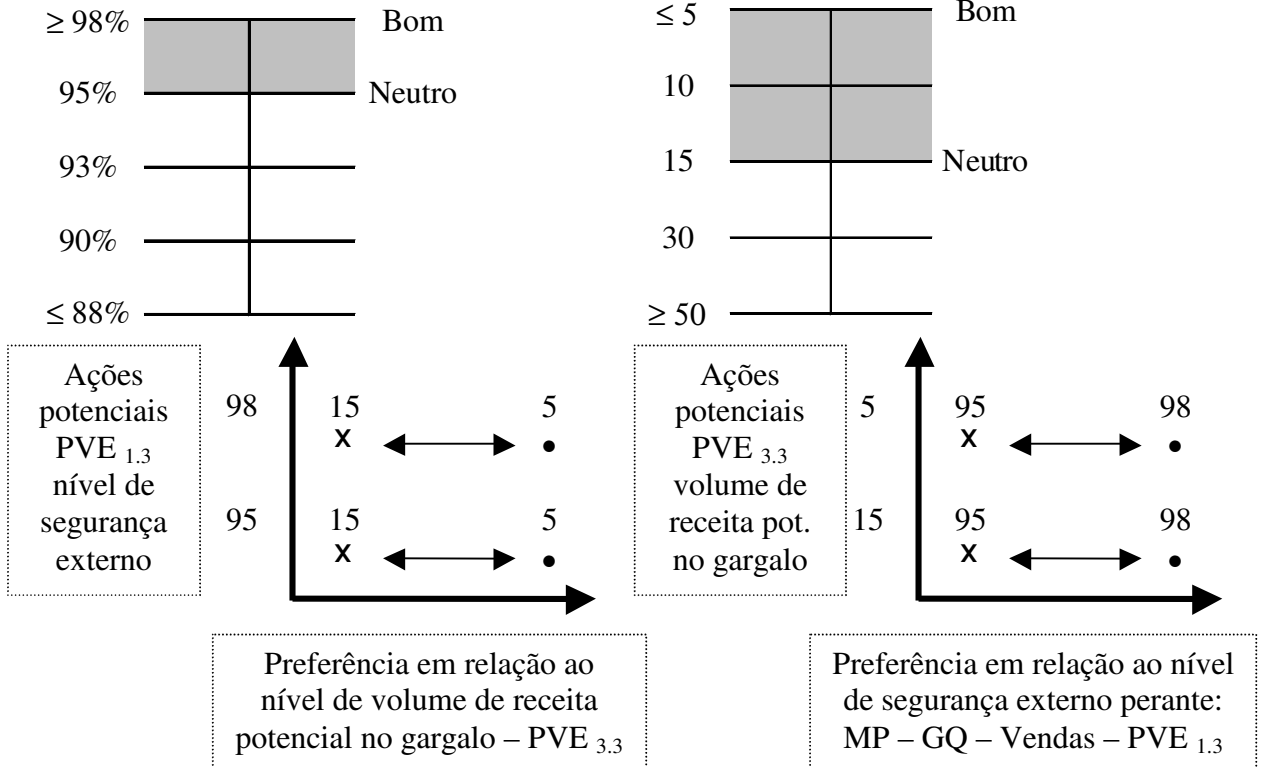 ≥ 98% Bom
95% Neutro
93%
90%
≤ 88%
≤ 5 Bom
10
15 Neutro
30
≥ 50
Ações
potenciais
PVE 1.3
nível de
segurança
externo
98 15 5
x
95 15 5
x
Preferência em relação ao
nível de volume de receita
potencial no gargalo – PVE 3.3
Ações
potenciais
PVE 3.3
volume de
receita pot.
no gargalo
5 95 98
x
15 95 98
x
Preferência em relação ao nível
de segurança externo perante:
MP – GQ – Vendas – PVE 1.3